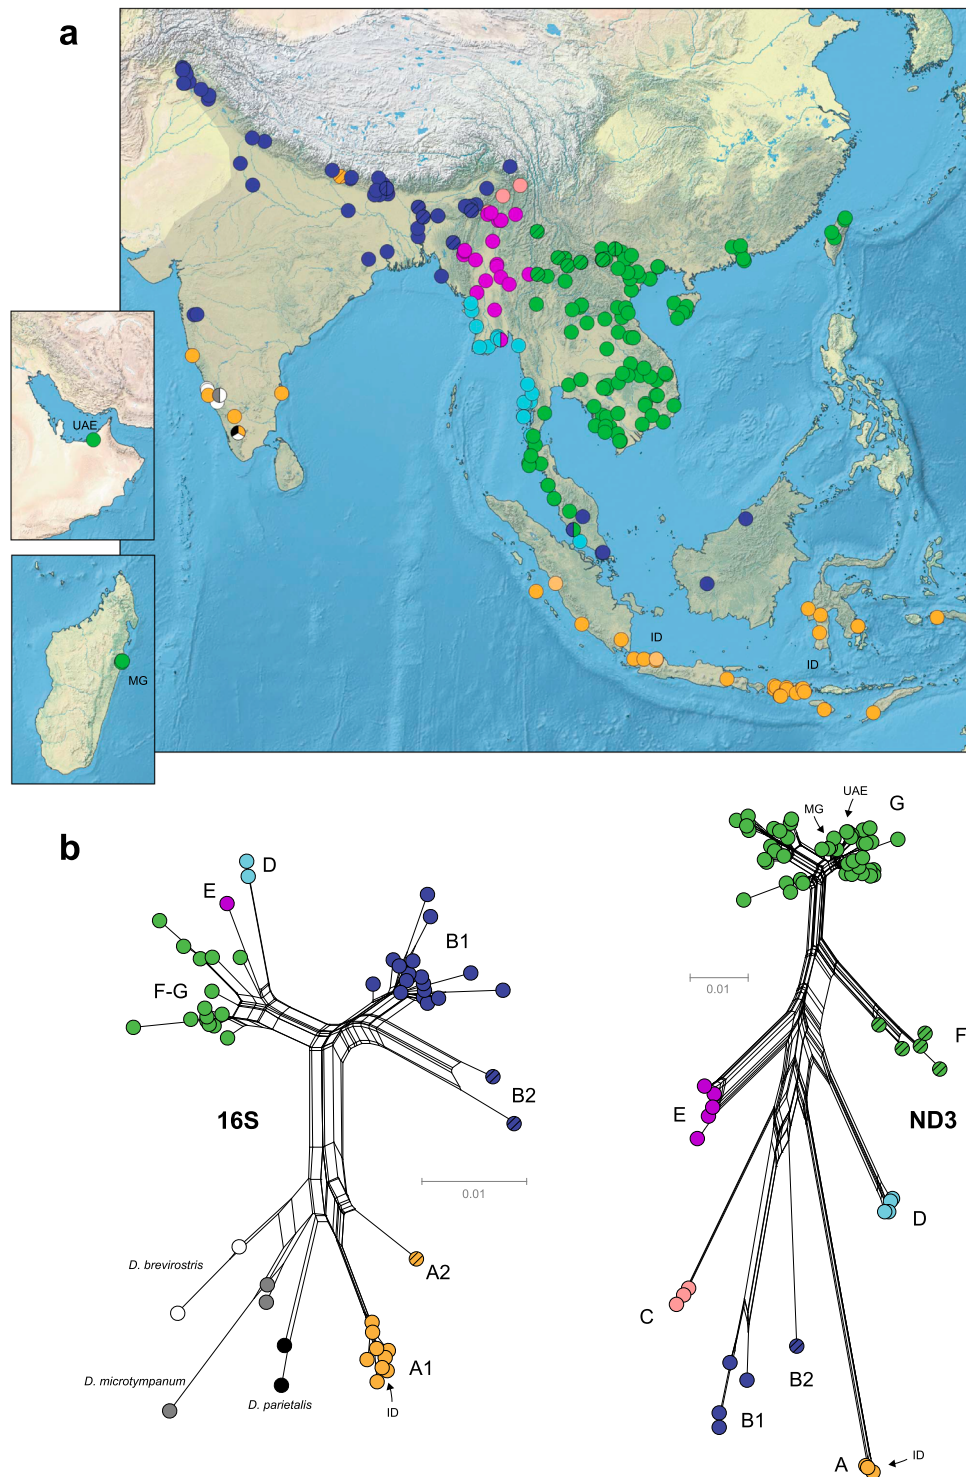 a
UAE
MG
ID
ID
b
D
E
B1
F-G
B2
16S
0.01
D. brevirostris
A2
D. microtympanum
D. parietalis
A1
ID
MG
UAE
G
0.01
F
E
ND3
D
C
B2
B1
A
ID